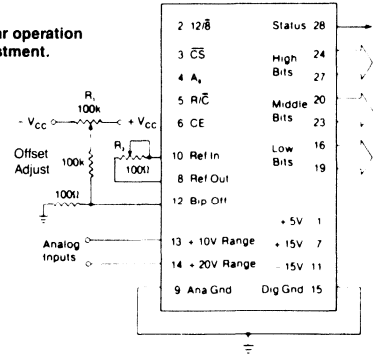 ar operation
stment.
R₁
100k
- Vcc
+ Vcc
Offset
Adjust
100k
100Ω
R₂
100Ω
Analog
Inputs
2 12/8̅
3 C̅S̅
4 A₀
5 R/C̅
6 CE
10 Ref In
8 Ref Out
12 Bip Off
13 + 10V Range
14 + 20V Range
9 Ana Gnd
Status 28
High
Bits
24
27
Middle
Bits
20
23
Low
Bits
16
19
+ 5V 1
+ 15V 7
- 15V 11
Dig Gnd 15